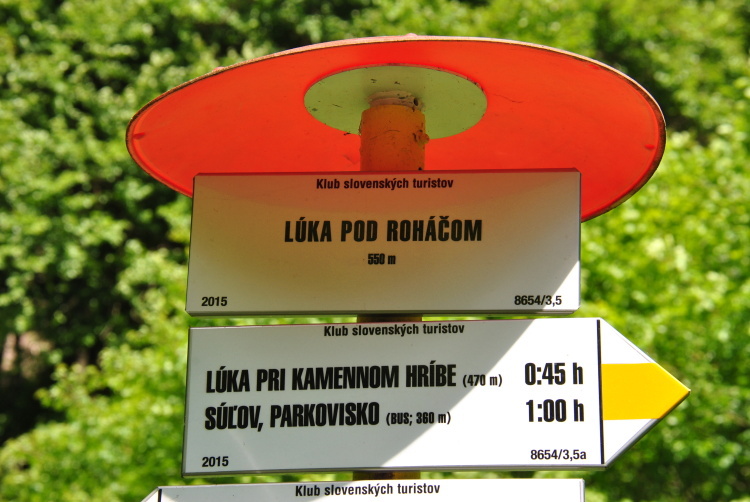 Klub slovenských turistov
LÚKA POD ROHÁČOM
550 m
2015 8654/3,5
Klub slovenských turistov
LÚKA PRI KAMENNOM HRÍBE (470 m) 0:45 h
SÚĽOV, PARKOVISKO (BUS; 360 m) 1:00 h
2015 8654/3,5a
Klub slovenských turistov